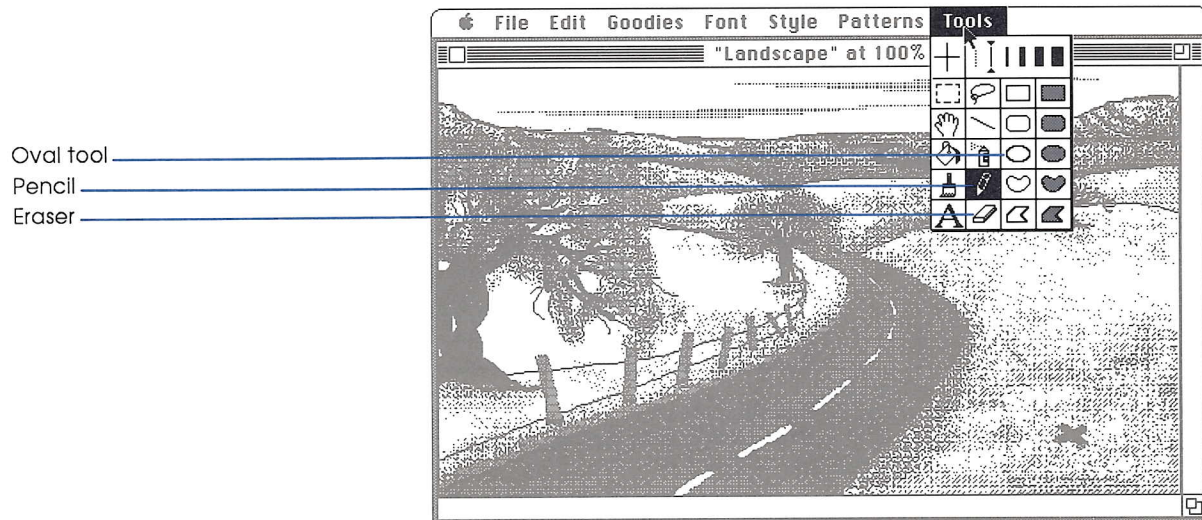 File Edit Goodies Font Style Patterns Tools
"Landscape" at 100%
Oval tool
Pencil
Eraser
A